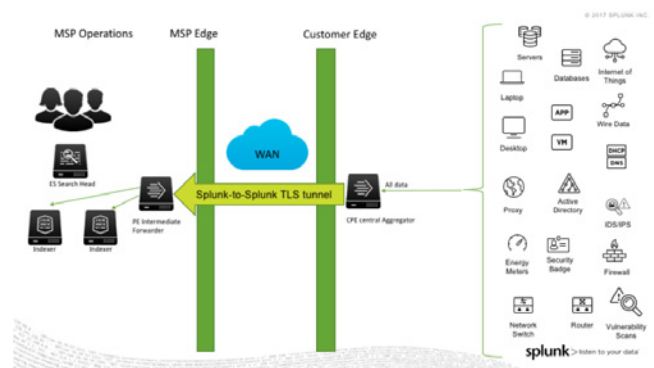 © 2017 SPLUNK INC.
MSP Operations
MSP Edge
Customer Edge
Servers
Databases
Internet of
Things
Laptop
APP
Wire Data
Desktop
VM
DHCP
DNS
WAN
ES Search Head
Splunk-to-Splunk TLS tunnel
All data
Indexer
Indexer
PE Intermediate
Forwarder
CPE central Aggregator
Proxy
Active
Directory
IDS/IPS
Energy
Meters
Security
Badge
Firewall
Network
Switch
Router
Vulnerability
Scans
splunk> listen to your data